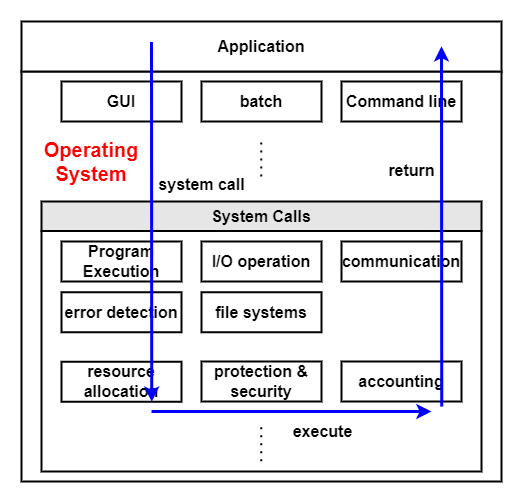 Application
GUI
batch
Command line
Operating
System
return
system call
System Calls
Program
Execution
I/O operation
communication
error detection
file systems
resource
allocation
protection &
security
accounting
execute